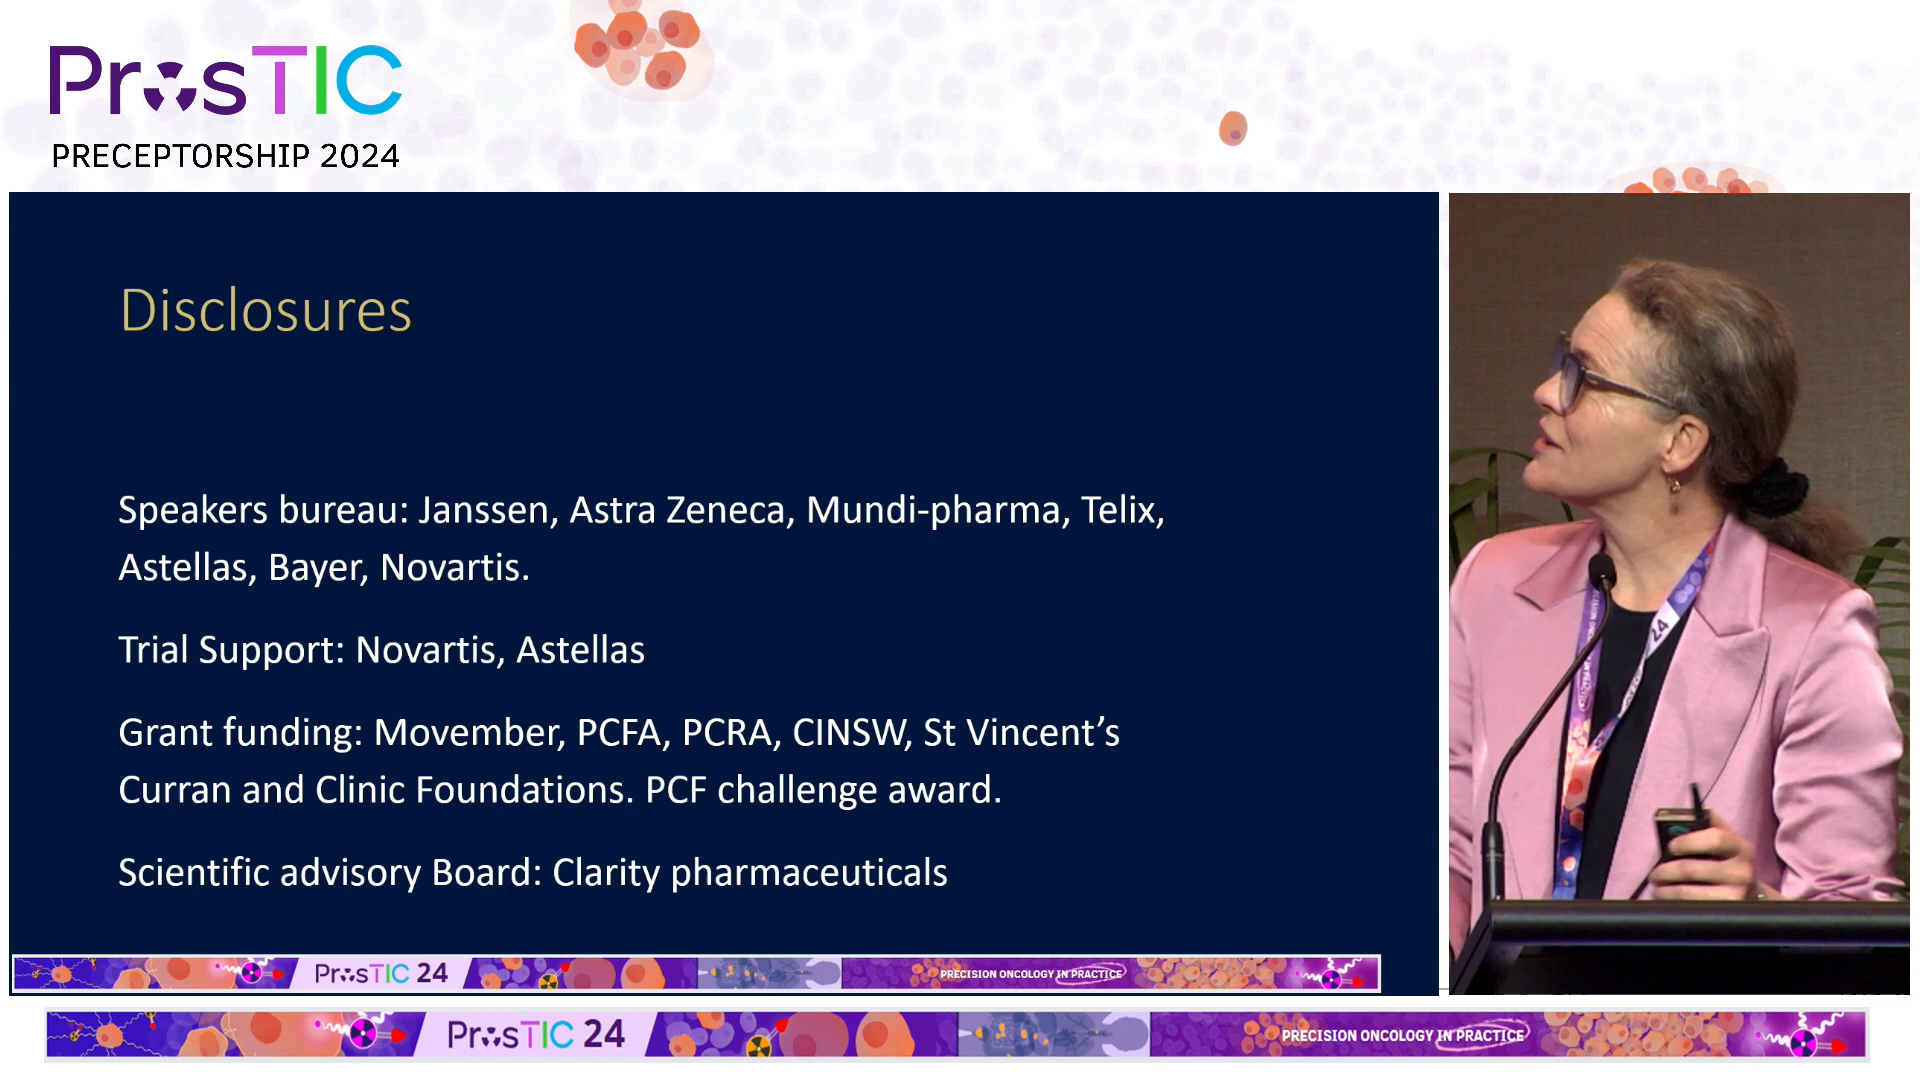 ProsTIC
PRECEPTORSHIP 2024
Disclosures
Speakers bureau: Janssen, Astra Zeneca, Mundi-pharma, Telix,
Astellas, Bayer, Novartis.
Trial Support: Novartis, Astellas
Grant funding: Movember, PCFA, PCRA, CINSW, St Vincent’s
Curran and Clinic Foundations. PCF challenge award.
Scientific advisory Board: Clarity pharmaceuticals
ProsTIC 24
PRECISION ONCOLOGY IN PRACTICE
24
ProsTIC 24
PRECISION ONCOLOGY IN PRACTICE